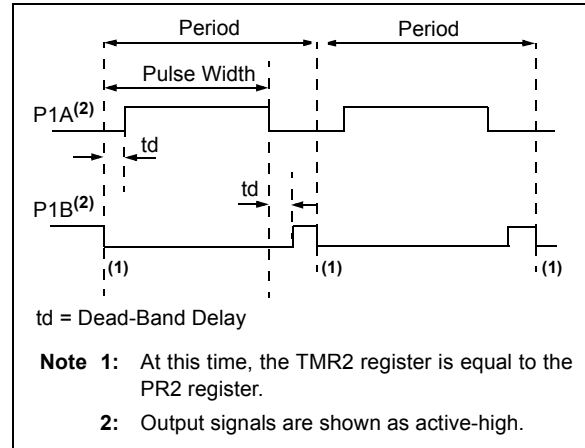 Period Period
Pulse Width
P1A(2)
td
td
P1B(2)
(1) (1) (1)
td = Dead-Band Delay
Note 1: At this time, the TMR2 register is equal to the
PR2 register.
2: Output signals are shown as active-high.